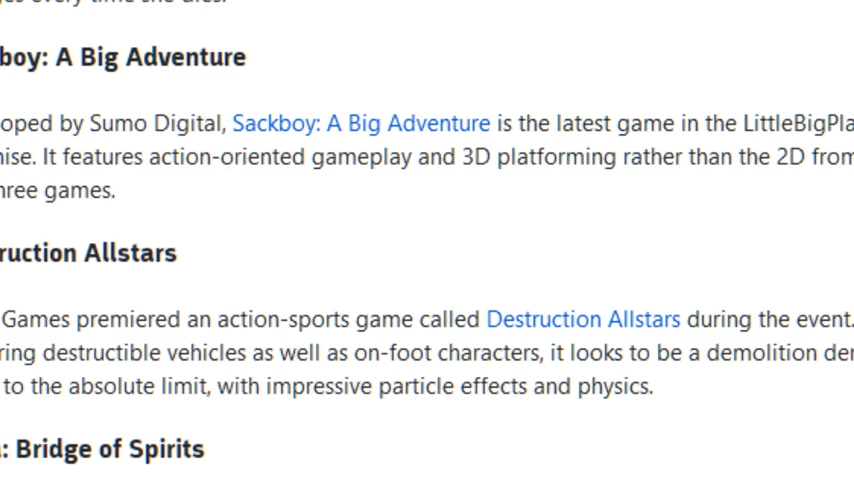 boy: A Big Adventure
oped by Sumo Digital, Sackboy: A Big Adventure is the latest game in the LittleBigPla
ise. It features action-oriented gameplay and 3D platforming rather than the 2D from
hree games.
ruction Allstars
Games premiered an action-sports game called Destruction Allstars during the event.
ring destructible vehicles as well as on-foot characters, it looks to be a demolition der
to the absolute limit, with impressive particle effects and physics.
: Bridge of Spirits